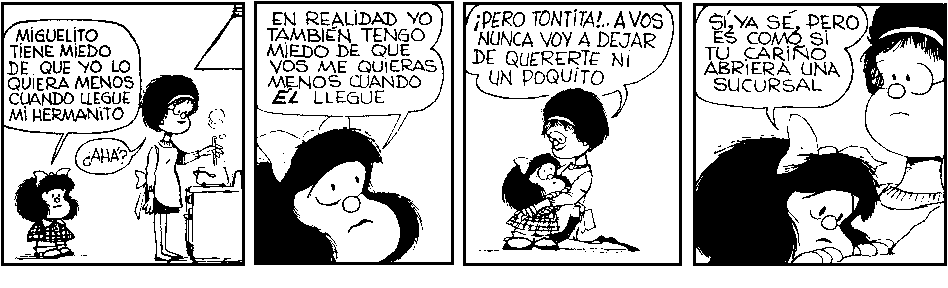 MIGUELITO
TIENE MIEDO
DE QUE YO LO
QUIERA MENOS
CUANDO LLEGUE
MI HERMANITO
¿AHÁ?
EN REALIDAD YO
TAMBIÉN TENGO
MIEDO DE QUE
VOS ME QUIERAS
MENOS CUANDO
ÉL LLEGUE
¡PERO TONTITA!.. A VOS
NUNCA VOY A DEJAR
DE QUERERTE NI
UN POQUITO
SÍ, YA SÉ, PERO
ES COMO SI
TU CARIÑO
ABRIERA UNA
SUCURSAL